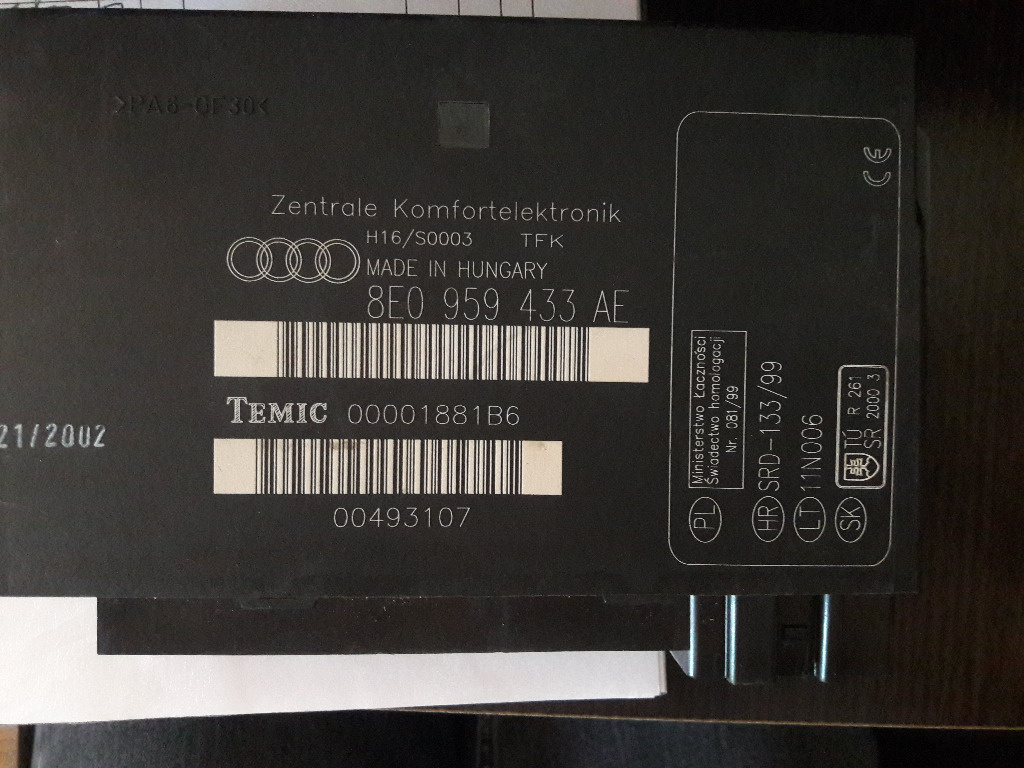 >PA6-GF30<
Zentrale Komfortelektronik
H16/S0003 TFK
MADE IN HUNGARY
8E0 959 433 AE
TEMIC 00001881B6
00493107
21/2002
CE
PL Ministerstwo Łączności
Świadectwo homologacji
Nr. 081/99
HR SRD-133/99
LT 11N006
SK TÚ R 261
SR 2000 3